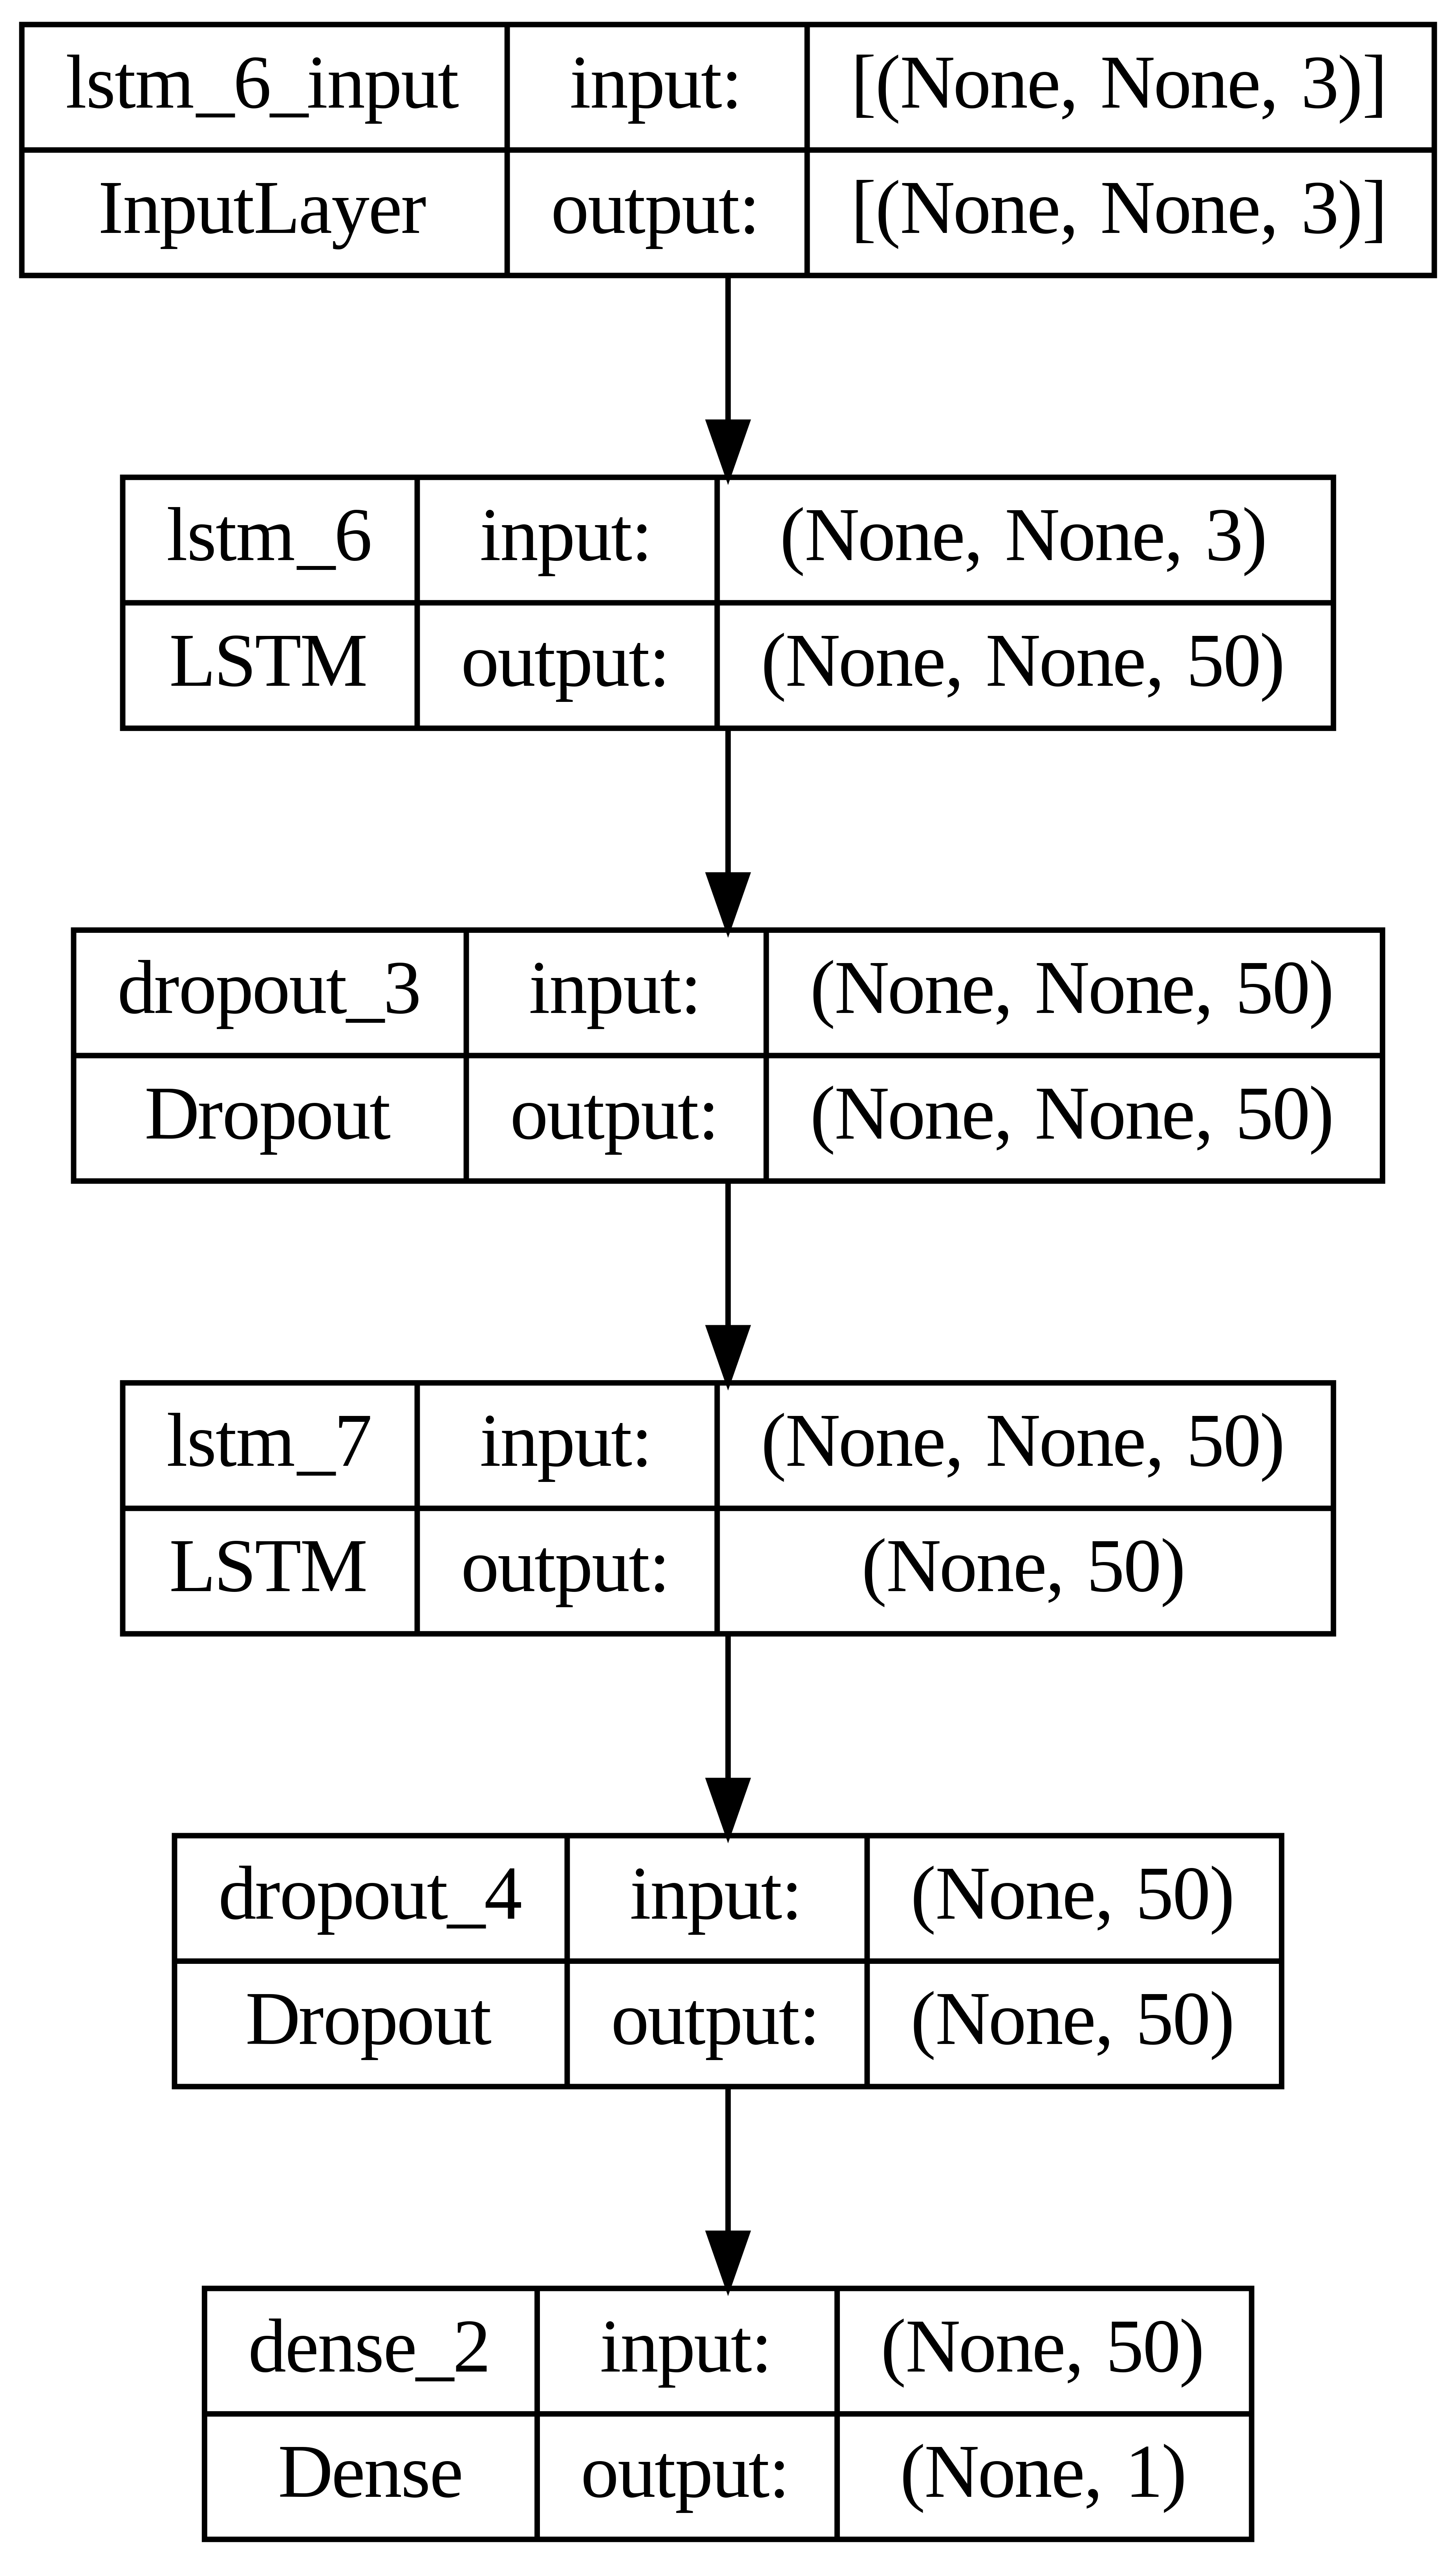 lstm_6_input input: [(None, None, 3)]
InputLayer output: [(None, None, 3)]
lstm_6 input: (None, None, 3)
LSTM output: (None, None, 50)
dropout_3 input: (None, None, 50)
Dropout output: (None, None, 50)
lstm_7 input: (None, None, 50)
LSTM output: (None, 50)
dropout_4 input: (None, 50)
Dropout output: (None, 50)
dense_2 input: (None, 50)
Dense output: (None, 1)